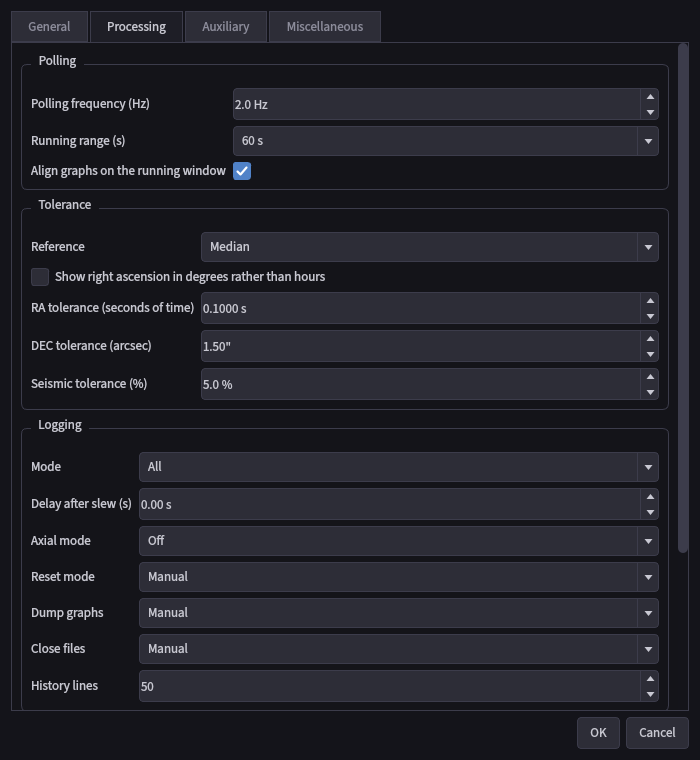 General Processing Auxiliary Miscellaneous
Polling
Polling frequency (Hz) 2.0 Hz
Running range (s) 60 s
Align graphs on the running window
Tolerance
Reference Median
Show right ascension in degrees rather than hours
RA tolerance (seconds of time) 0.1000 s
DEC tolerance (arcsec) 1.50"
Seismic tolerance (%) 5.0 %
Logging
Mode All
Delay after slew (s) 0.00 s
Axial mode Off
Reset mode Manual
Dump graphs Manual
Close files Manual
History lines 50
OK Cancel